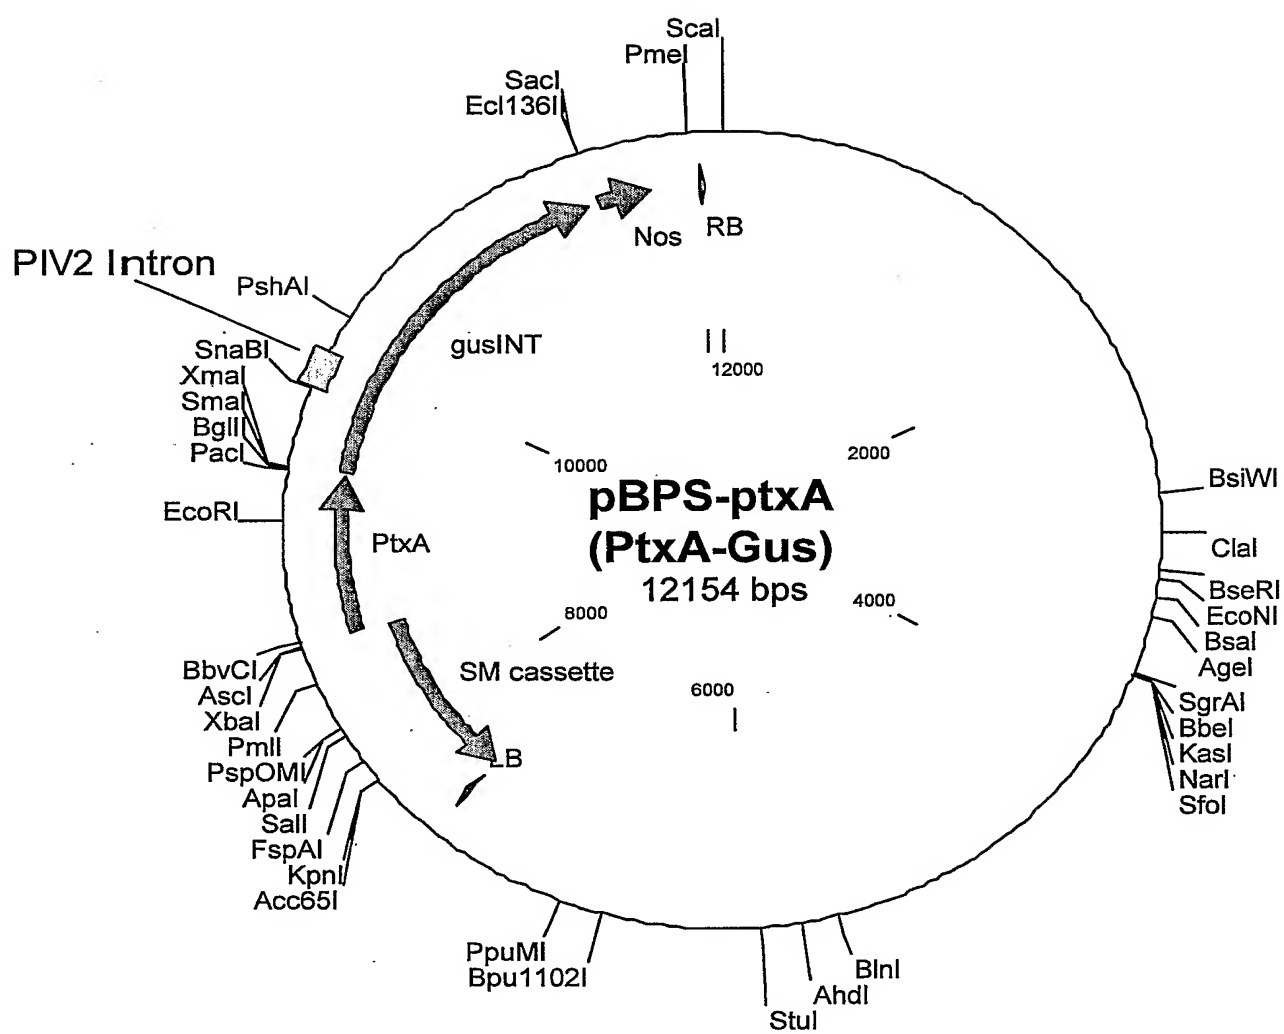 ScaI
PmeI
SacI
Ecl136I
Nos
RB
PIV2 Intron
PshAI
gusINT
12000
SnaBI
XmaI
SmaI
BglII
PacI
10000
2000
pBPS-ptxA
(PtxA-Gus)
12154 bps
BsiWI
EcoRI
PtxA
ClaI
BseRI
EcoNI
BsaI
AgeI
8000
4000
SM cassette
6000
BbvCI
AscI
XbaI
PmlI
PspOMI
ApaI
SalI
FspAI
KpnI
Acc65I
LB
SgrAI
BbeI
KasI
NarI
SfoI
PpuMI
Bpu1102I
BlnI
AhdI
StuI